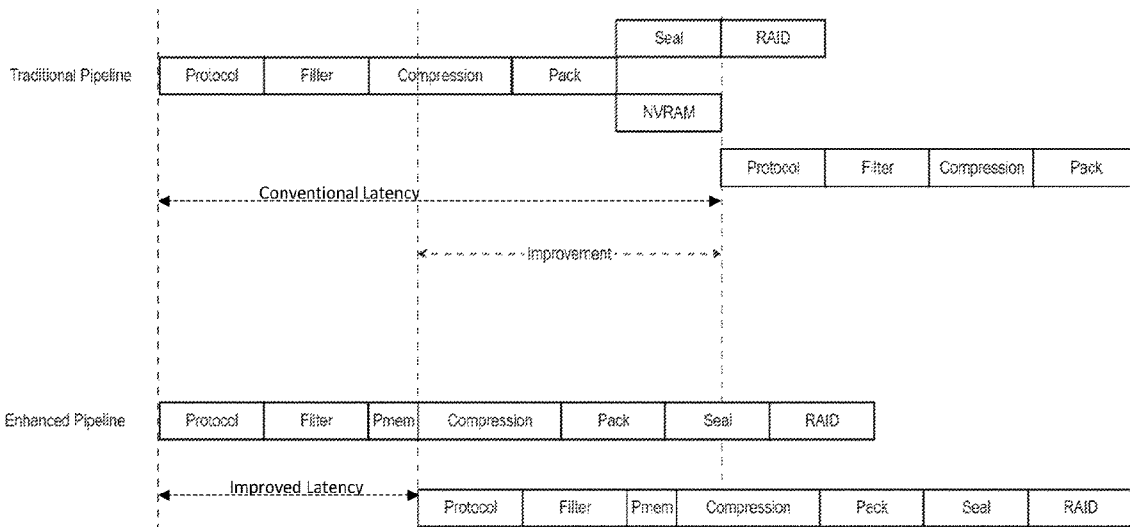 Seal RAID
Traditional Pipeline Protocol Filter Compression Pack
NVRAM
Protocol Filter Compression Pack
Conventional Latency
Improvement
Enhanced Pipeline Protocol Filter Pmem Compression Pack Seal RAID
Improved Latency
Protocol Filter Pmem Compression Pack Seal RAID